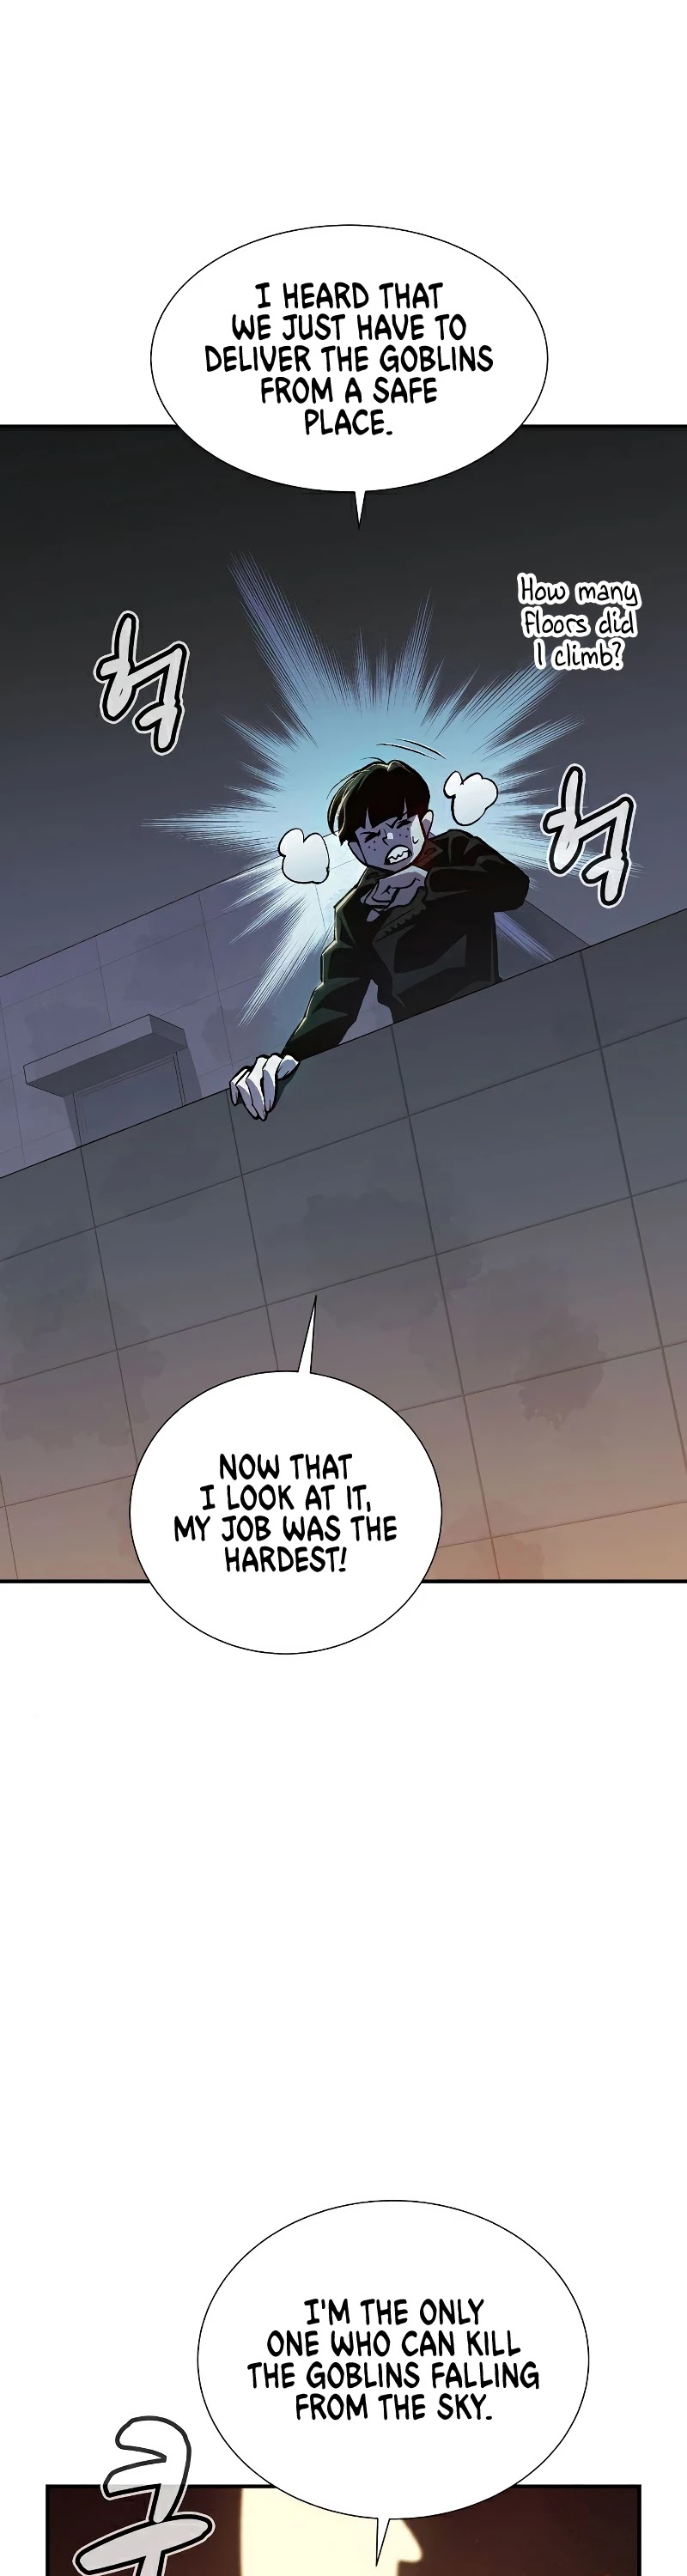 I HEARD THAT
WE JUST HAVE TO
DELIVER THE GOBLINS
FROM A SAFE
PLACE.
How many
floors did
I climb?
헉
헉
NOW THAT
I LOOK AT IT,
MY JOB WAS THE
HARDEST!
I'M THE ONLY
ONE WHO CAN KILL
THE GOBLINS FALLING
FROM THE SKY.